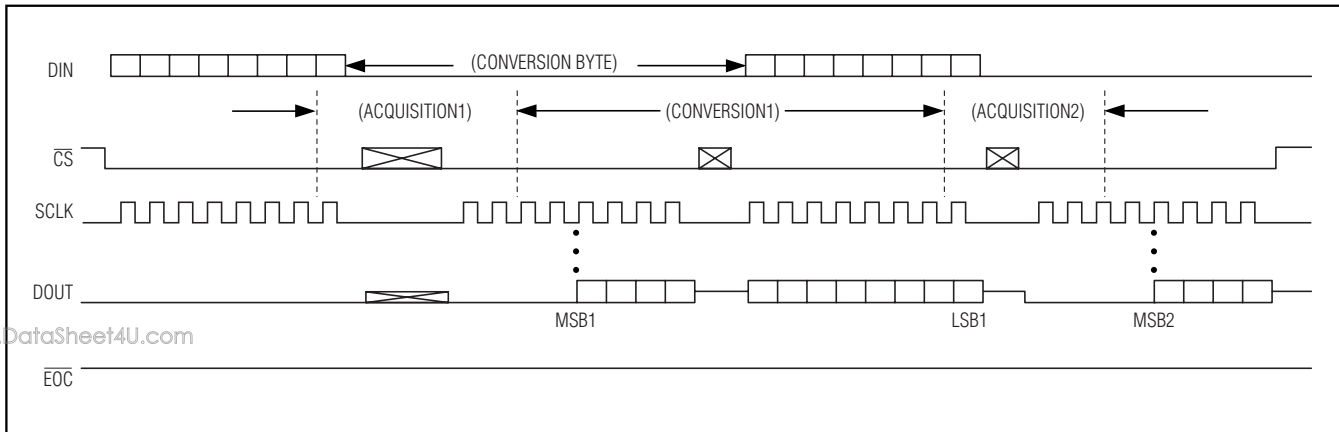 DIN
(CONVERSION BYTE)
(ACQUISITION1)
(CONVERSION1)
(ACQUISITION2)
CS
SCLK
DOUT
MSB1
LSB1
MSB2
.DataSheet4U.com
EOC